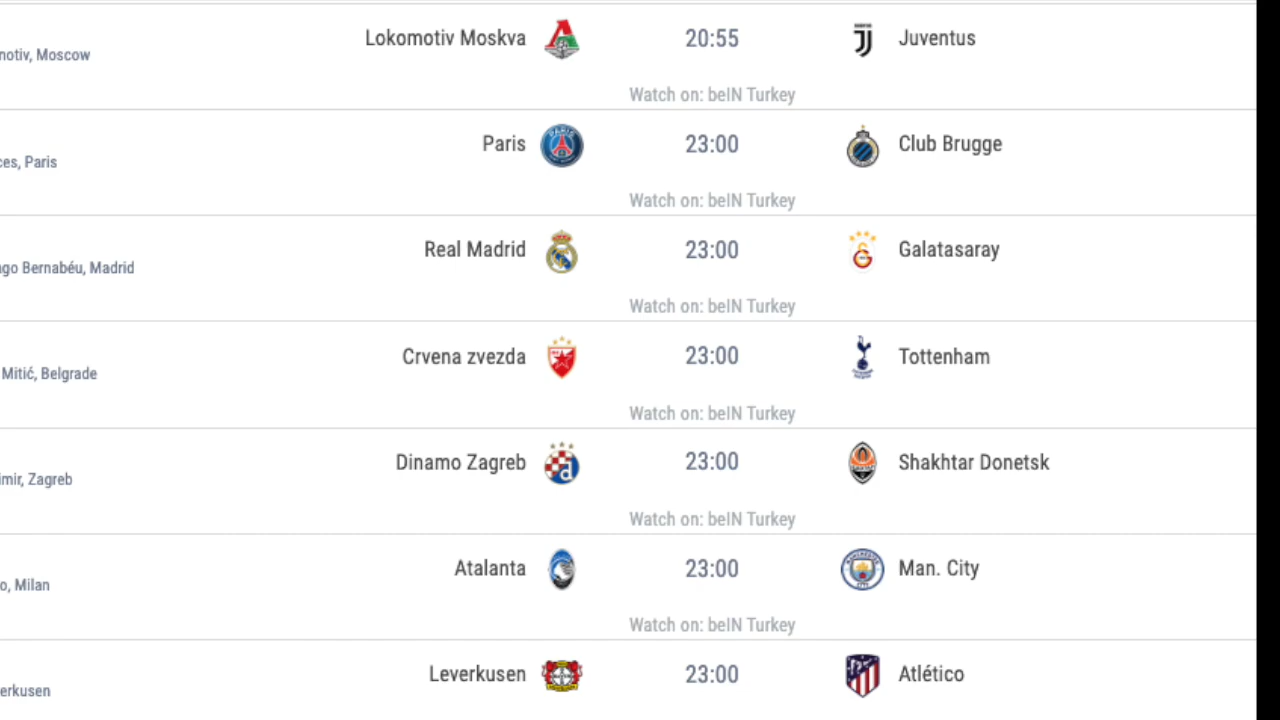 Lokomotiv Moskva 20:55 Juventus
notiv, Moscow
Watch on: beIN Turkey
Paris 23:00 Club Brugge
ces, Paris
Watch on: beIN Turkey
Real Madrid 23:00 Galatasaray
go Bernabéu, Madrid
Watch on: beIN Turkey
Crvena zvezda 23:00 Tottenham
Mitić, Belgrade
Watch on: beIN Turkey
Dinamo Zagreb 23:00 Shakhtar Donetsk
imir, Zagreb
Watch on: beIN Turkey
Atalanta 23:00 Man. City
o, Milan
Watch on: beIN Turkey
Leverkusen 23:00 Atlético
erkusen